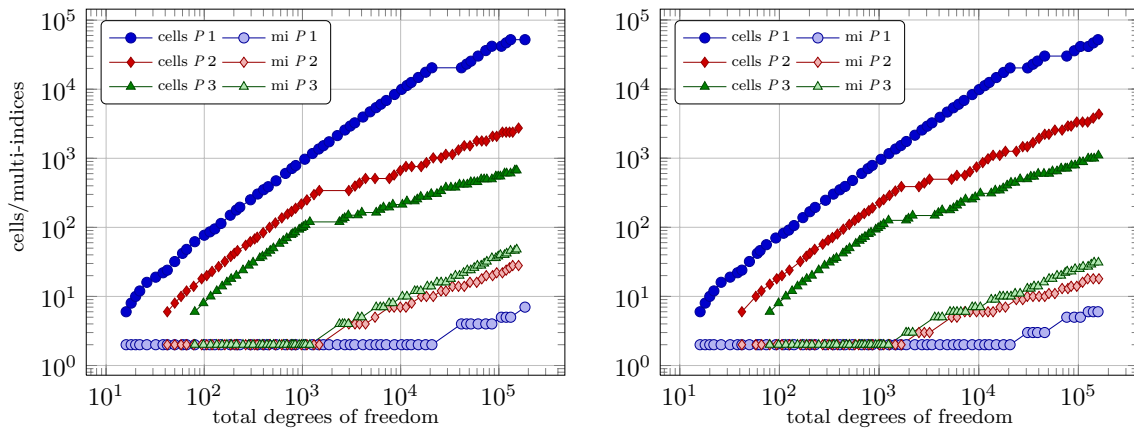 10^5
10^4
10^3
10^2
10^1
10^0
cells/multi-indices
cells P 1 mi P 1
cells P 2 mi P 2
cells P 3 mi P 3
10^1 10^2 10^3 10^4 10^5
total degrees of freedom
10^5
10^4
10^3
10^2
10^1
10^0
cells P 1 mi P 1
cells P 2 mi P 2
cells P 3 mi P 3
10^1 10^2 10^3 10^4 10^5
total degrees of freedom